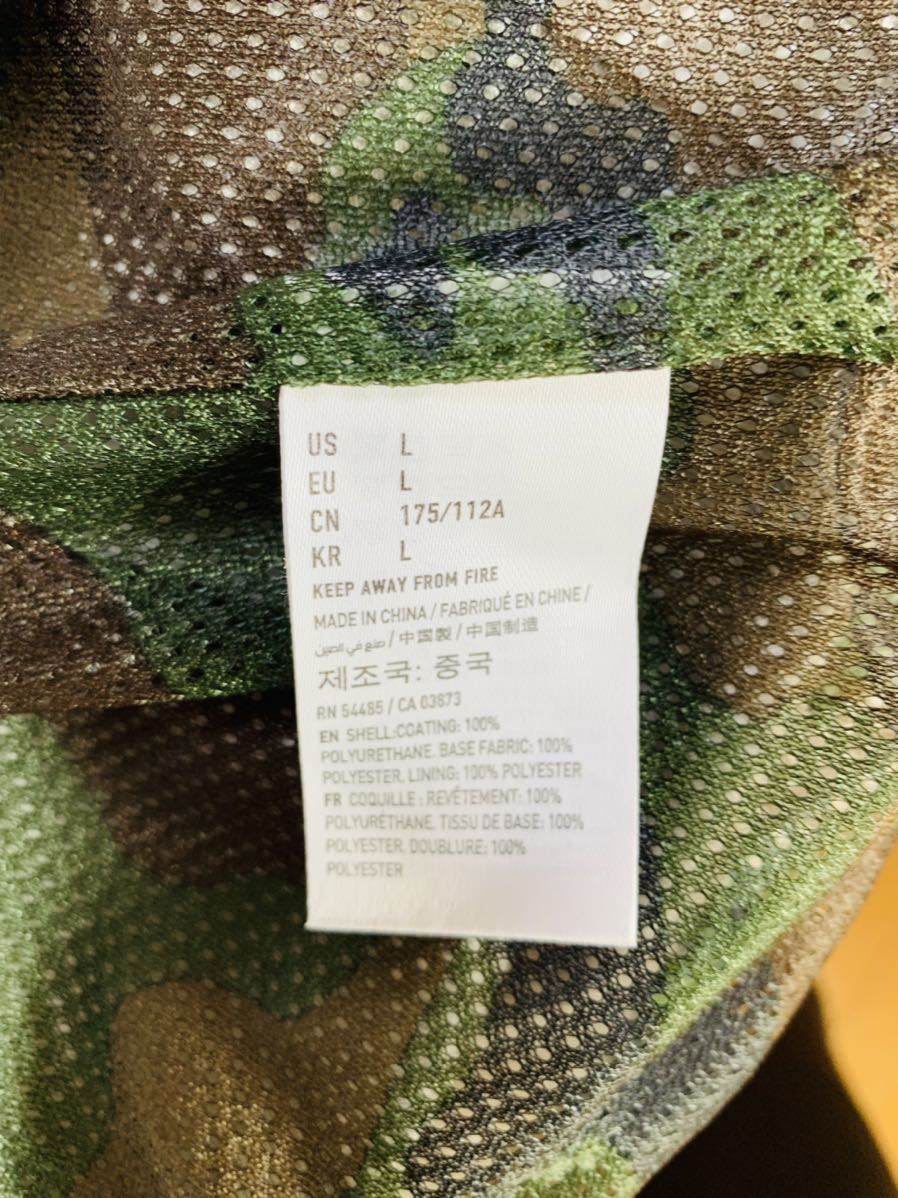 US L
EU L
CN 175/112A
KR L
KEEP AWAY FROM FIRE
MADE IN CHINA / FABRIQUÉ EN CHINE /
صنع في الصين / 中国製 / 中国制造
제조국: 중국
RN 54485 / CA 03873
EN SHELL:COATING: 100%
POLYURETHANE. BASE FABRIC: 100%
POLYESTER. LINING: 100% POLYESTER
FR COQUILLE : REVÊTEMENT: 100%
POLYURÉTHANE. TISSU DE BASE: 100%
POLYESTER. DOUBLURE: 100%
POLYESTER